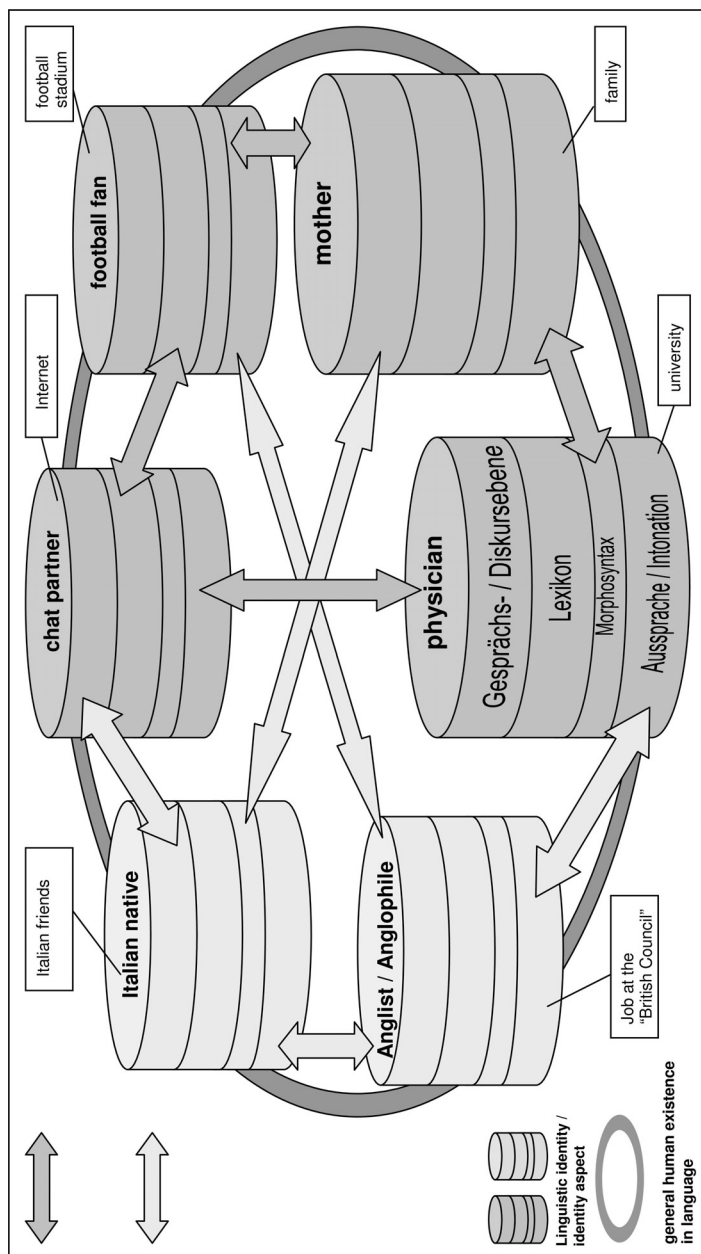 Italian friends
Internet
football
stadium
Italian native
chat partner
football fan
Anglist / Anglophile
physician
mother
Gesprächs- / Diskursebene
Lexikon
Morphosyntax
Aussprache / Intonation
Job at the
“British Council”
university
family
Linguistic identity /
identity aspect
general human existence
in language